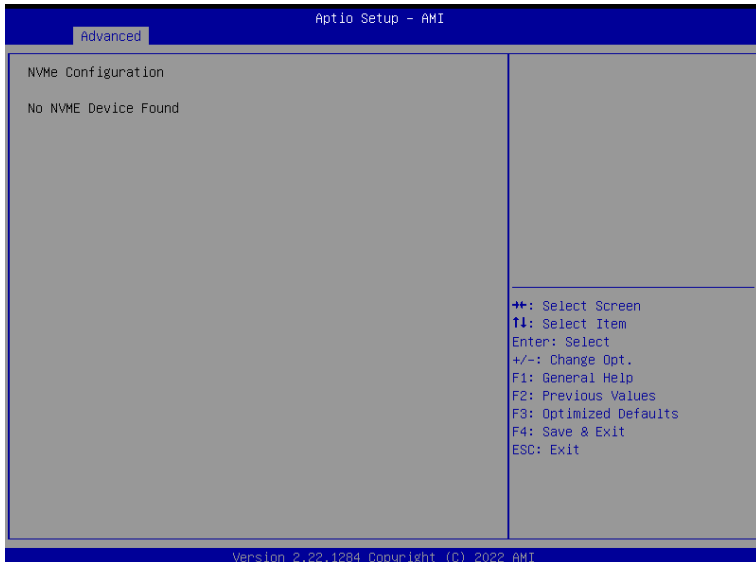 Aptio Setup – AMI
Advanced
NVMe Configuration
No NVME Device Found
→←: Select Screen
↑↓: Select Item
Enter: Select
+/-: Change Opt.
F1: General Help
F2: Previous Values
F3: Optimized Defaults
F4: Save & Exit
ESC: Exit
Version 2.22.1284 Copyright (C) 2022 AMI